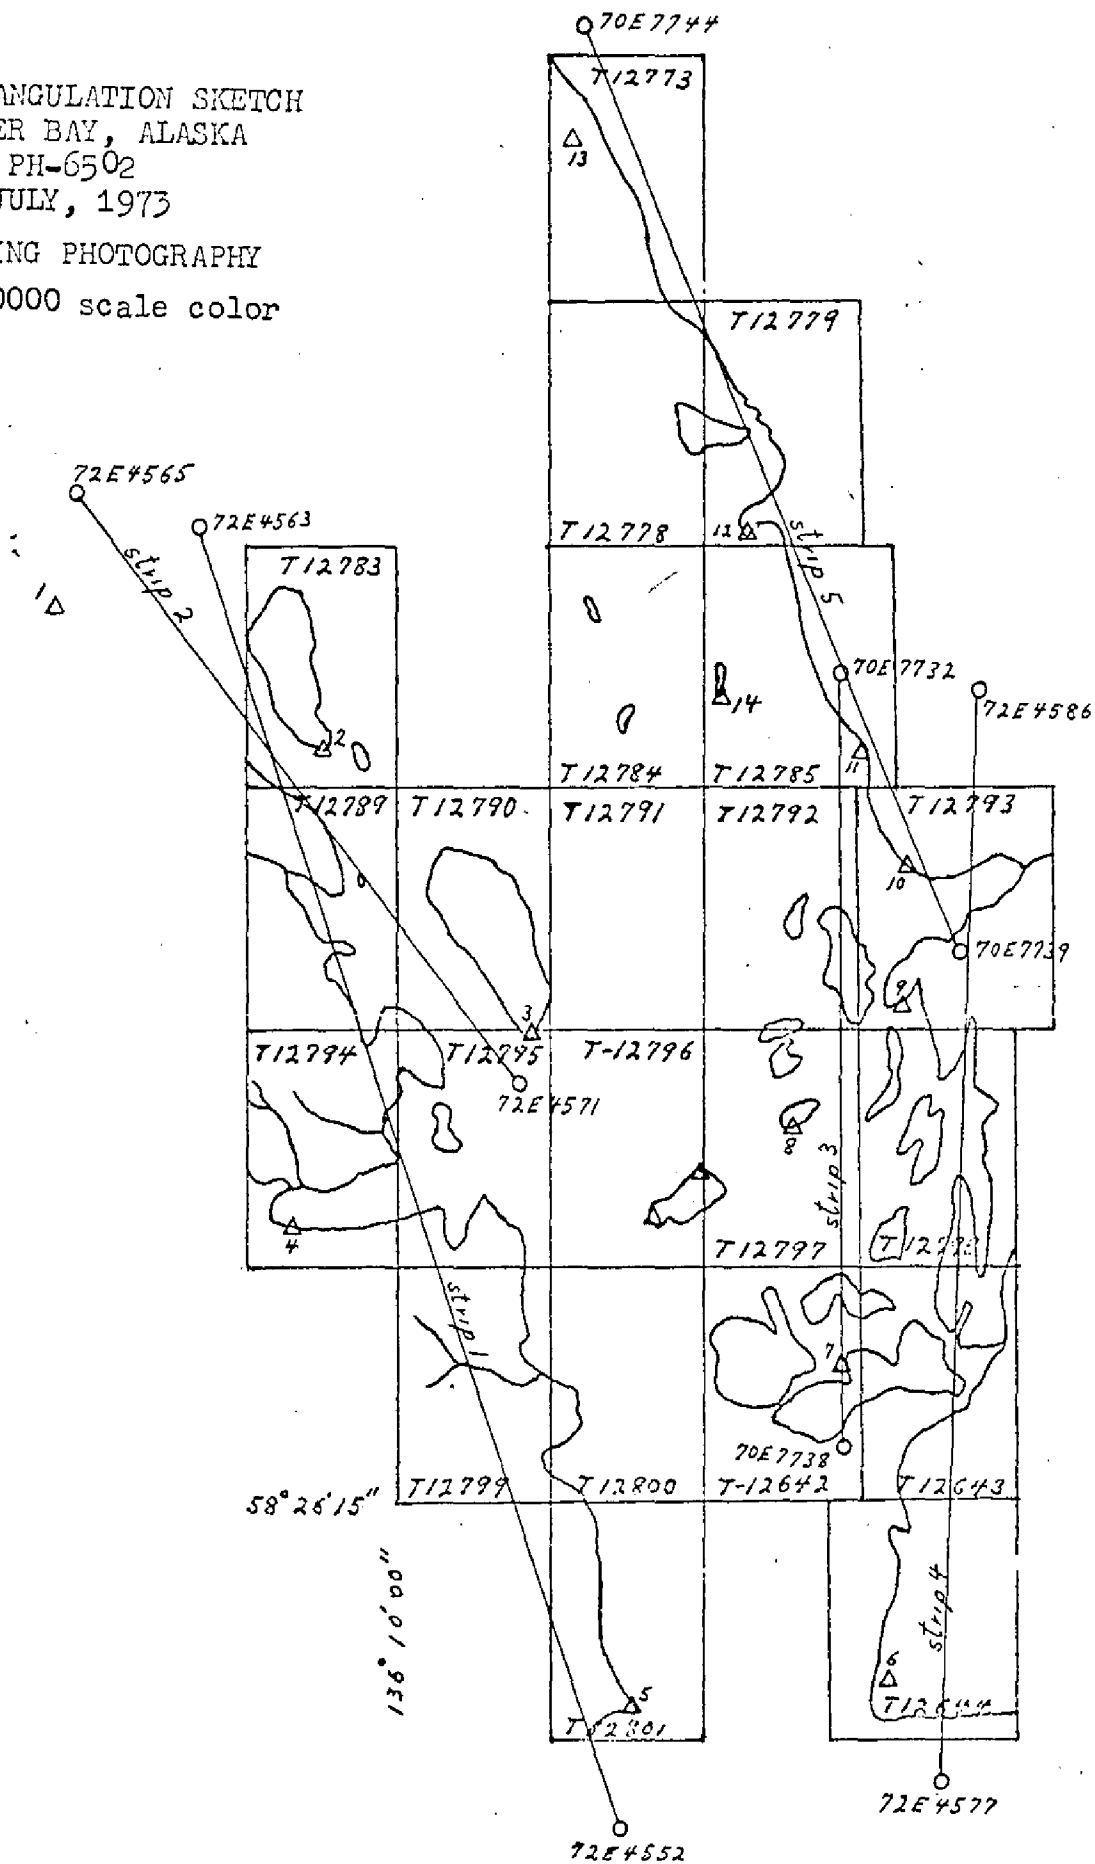 70E7744
T12773
ANGULATION SKETCH
ER BAY, ALASKA
PH-6502
JULY, 1973
ING PHOTOGRAPHY
0000 scale color
13
T12779
72E4565
72E4563
strip 2
T12778
12
strip 5
T12783
1
70E7732
72E4586
14
2
11
T12784
T12785
T12789
T12790
T12791
T12792
T12793
10
70E7739
9
3
T12794
T12795
T-12796
72E4571
8
strip 3
4
T12797
strip 1
7
70E7738
58° 26' 15"
T12799
T12800
T-12642
T12643
136° 10' 00"
strip 4
6
5
T12801
72E4577
72E4552